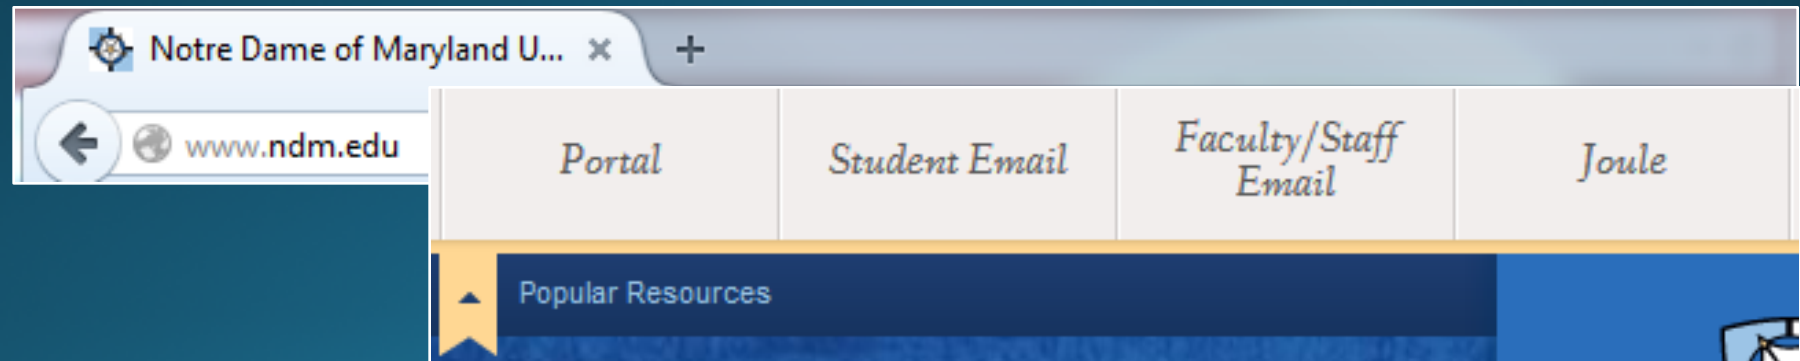 Notre Dame of Maryland U...
www.ndm.edu
Portal
Student Email
Faculty/Staff
Email
Joule
Popular Resources